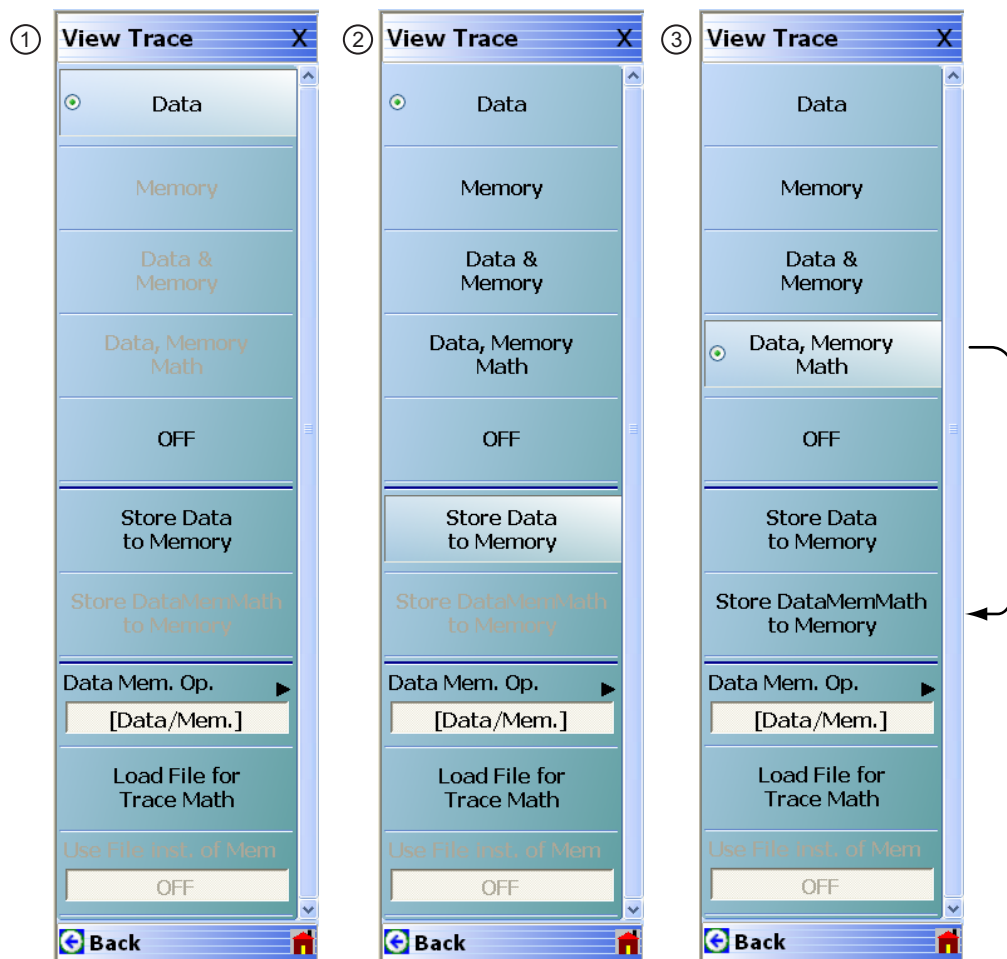 ① View Trace X
Data
Memory
Data &
Memory
Data, Memory
Math
OFF
Store Data
to Memory
Store DataMemMath
to Memory
Data Mem. Op.
[Data/Mem.]
Load File for
Trace Math
Use File Inst. of Mem
OFF
Back
② View Trace X
Data
Memory
Data &
Memory
Data, Memory
Math
OFF
Store Data
to Memory
Store DataMemMath
to Memory
Data Mem. Op.
[Data/Mem.]
Load File for
Trace Math
Use File Inst. of Mem
OFF
Back
③ View Trace X
Data
Memory
Data &
Memory
Data, Memory
Math
OFF
Store Data
to Memory
Store DataMemMath
to Memory
Data Mem. Op.
[Data/Mem.]
Load File for
Trace Math
Use File Inst. of Mem
OFF
Back